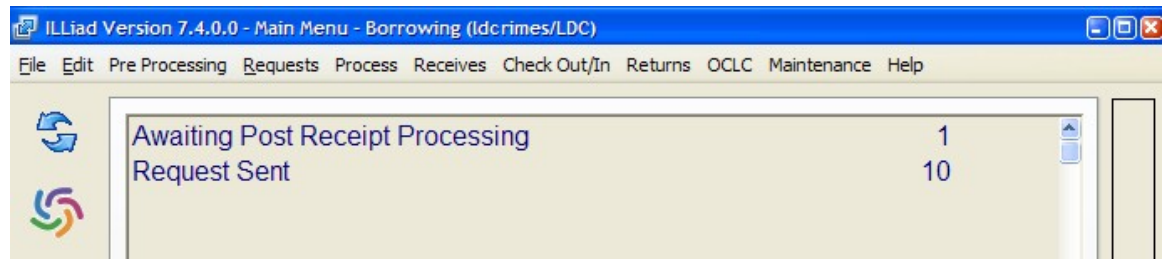 ILLiad Version 7.4.0.0 - Main Menu - Borrowing (ldcrimes/LDC)
File Edit Pre Processing Requests Process Receives Check Out/In Returns OCLC Maintenance Help
Awaiting Post Receipt Processing 1
Request Sent 10